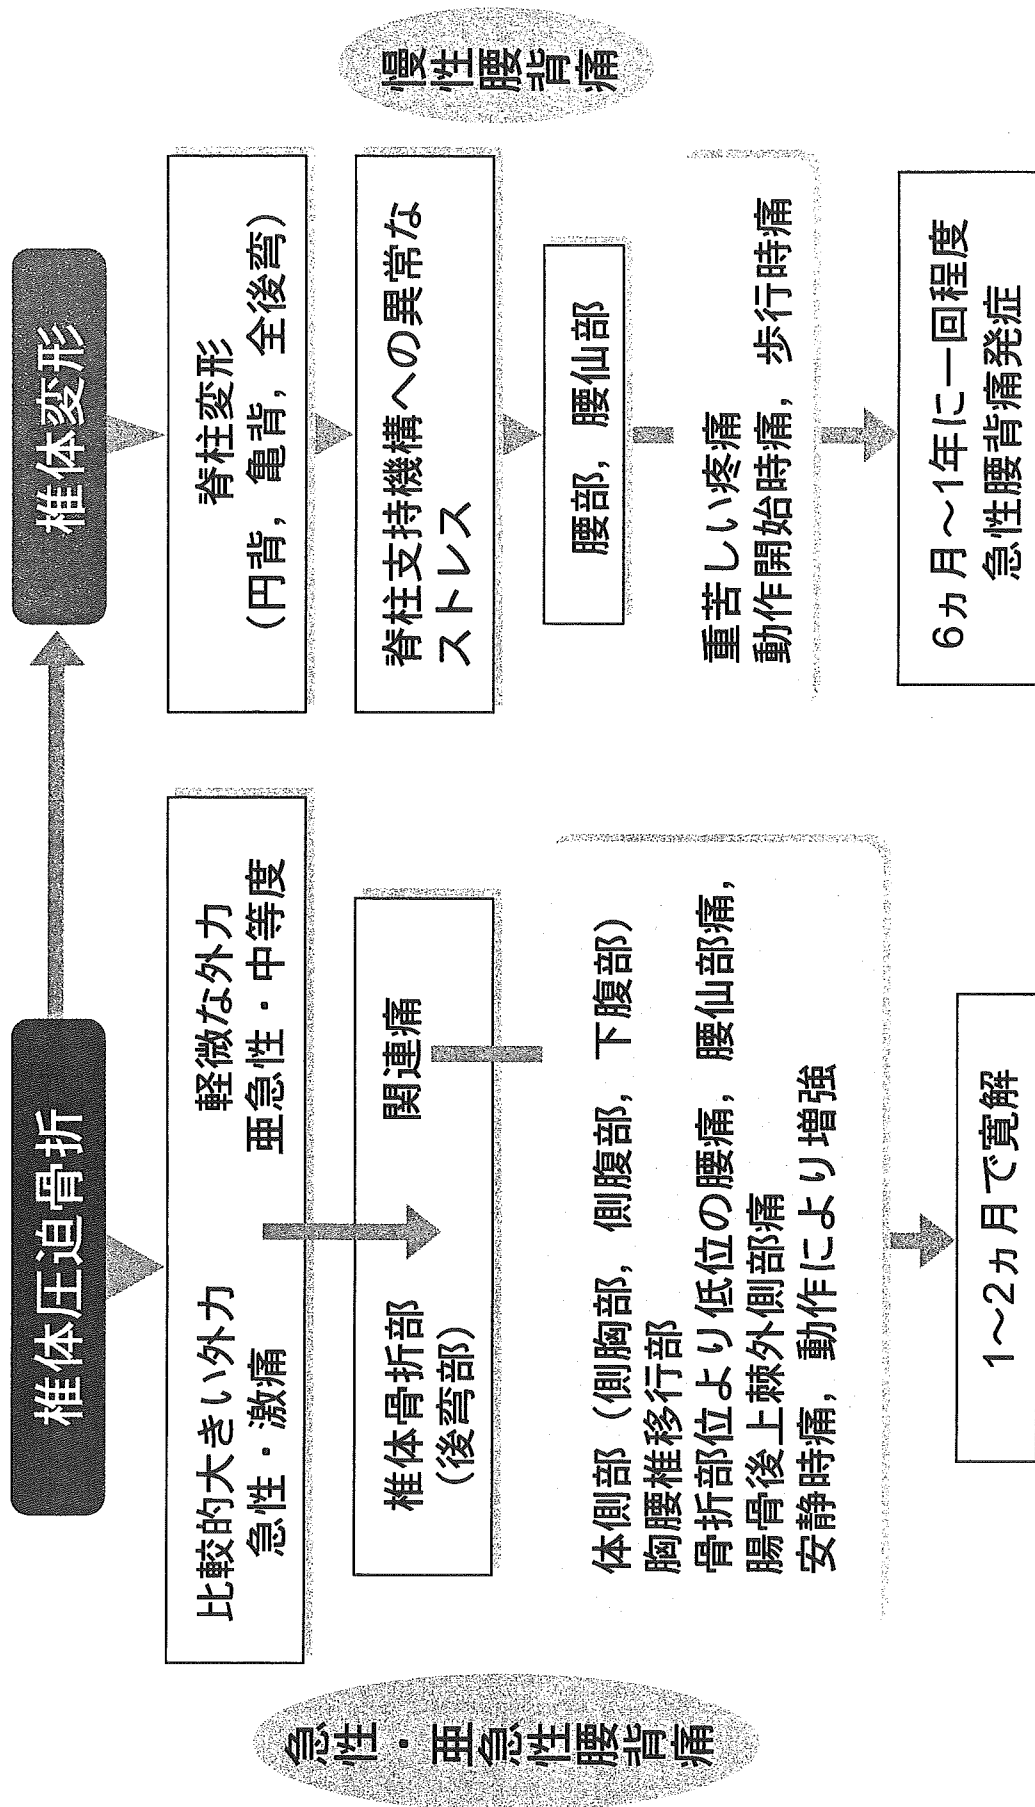 急性・亜急性腰背痛
椎体圧迫骨折
比較的大きい外力
急性・激痛
軽微な外力
亜急性・中等度
椎体骨折部
(後弯部)
関連痛
体側部(側胸部,側腹部,下腹部)
胸腰椎移行部
骨折部位より低位の腰痛,腰仙部痛,
腸骨後上棘外側部痛
安静時痛,動作により増強
1〜2ヵ月で寛解
椎体変形
脊柱変形
(円背,亀背,全後弯)
脊柱支持機構への異常な
ストレス
腰部,腰仙部
重苦しい疼痛
動作開始時痛,歩行時痛
6ヵ月〜1年に一回程度
急性腰背痛発症
慢性腰背痛